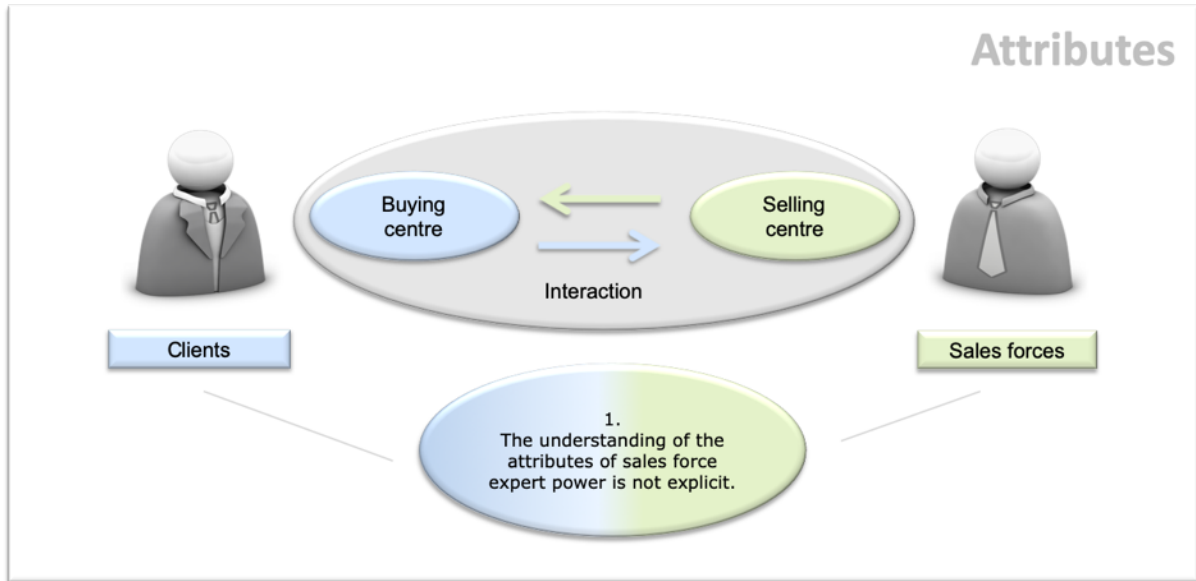 Attributes
Buying
centre
Selling
centre
Interaction
Clients
Sales forces
1.
The understanding of the
attributes of sales force
expert power is not explicit.